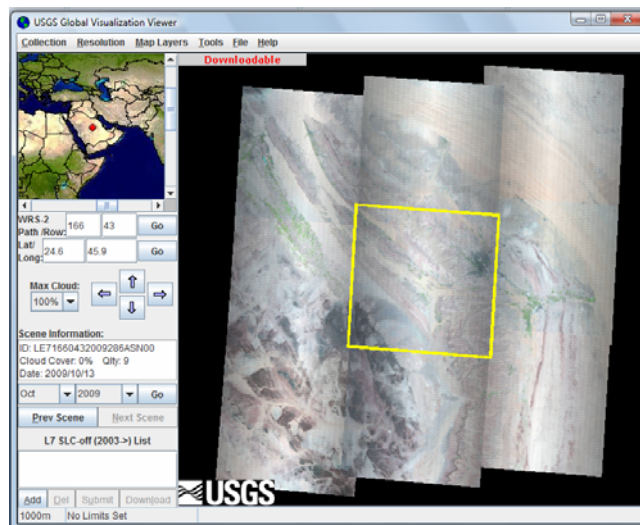 USGS Global Visualization Viewer
Collection Resolution Map Layers Tools File Help
Downloadable
WRS-2
Path /Row: 166 43 Go
Lat/
Long: 24.6 45.9 Go
Max Cloud:
100%
Scene Information:
ID: LE71660432009286ASN00
Cloud Cover: 0% Qlty: 9
Date: 2009/10/13
Oct 2009 Go
Prev Scene Next Scene
L7 SLC-off (2003->) List
Add Del Submit Download
USGS
1000m No Limits Set